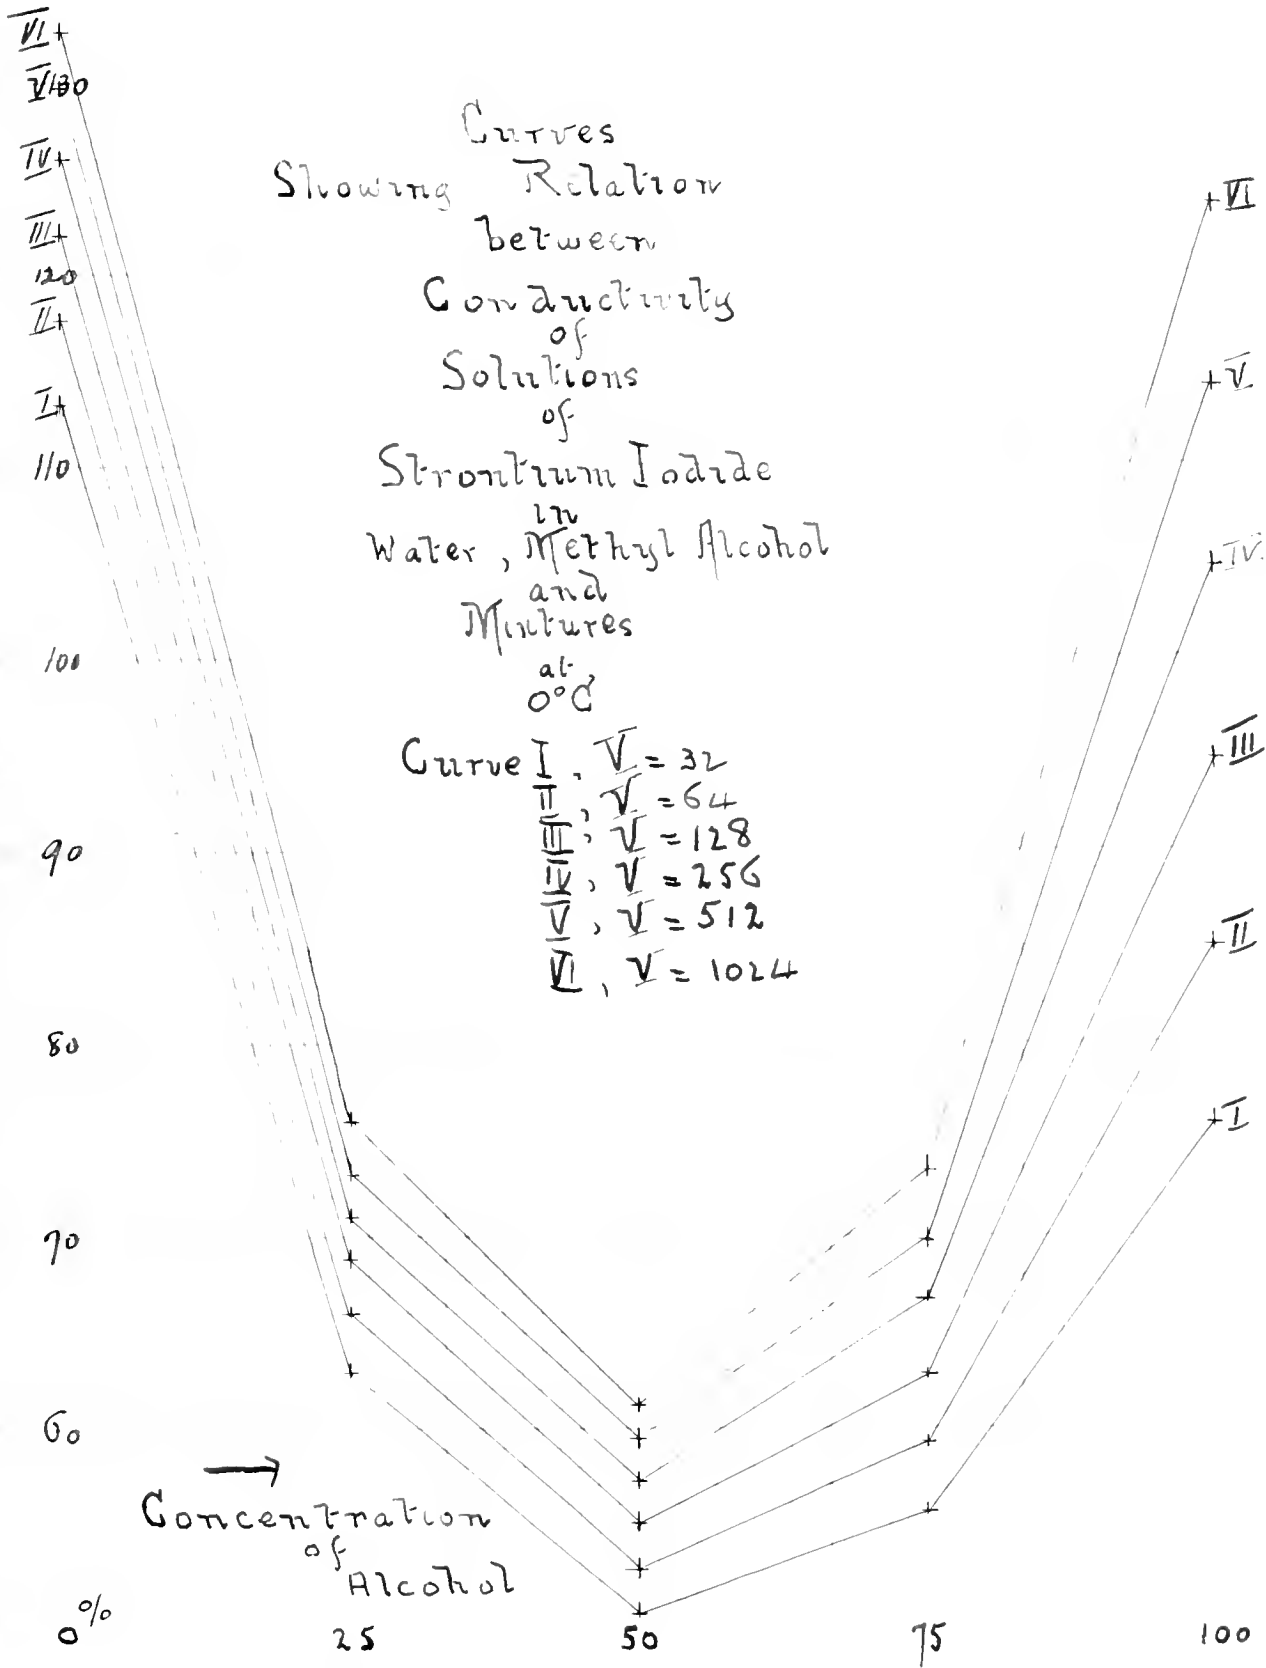 VI
V 130
IV
III
120
II
I
110
100
90
80
70
60
Curves
Showing Relation
between
Conductivity
of
Solutions
of
Strontium Iodide
in
Water, Methyl Alcohol
and
Mixtures
at
0°C
Curve I, V = 32
II, V = 64
III, V = 128
IV, V = 256
V, V = 512
VI, V = 1024
VI
V
IV
III
II
I
→
Concentration
of
Alcohol
0% 25 50 75 100